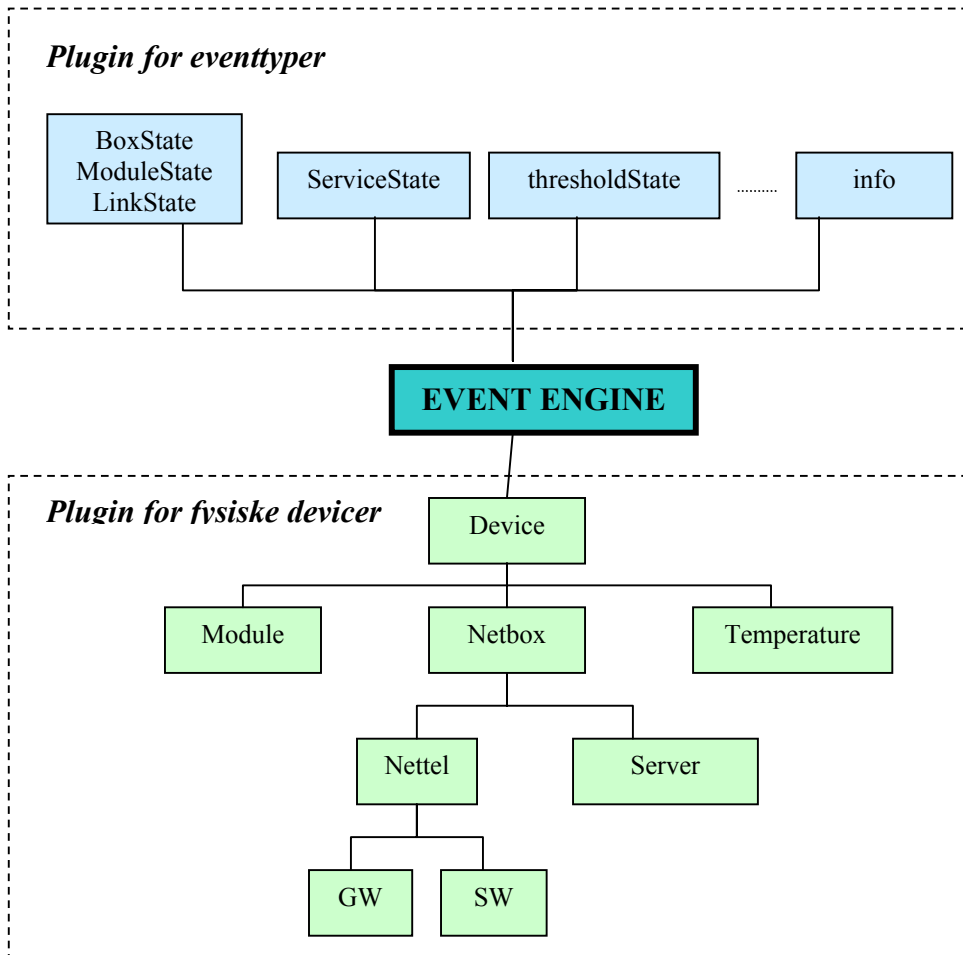 Plugin for eventtyper
BoxState
ModuleState
LinkState
ServiceState
thresholdState
..........
info
EVENT ENGINE
Plugin for fysiske devicer
Device
Module
Netbox
Temperature
Nettel
Server
GW
SW